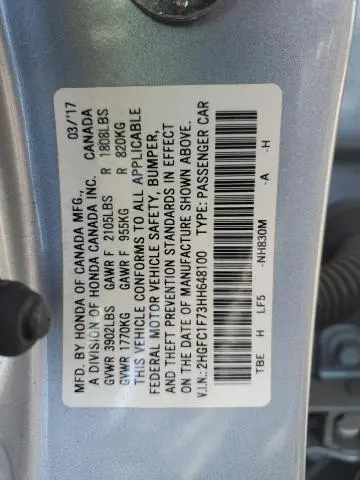 MFD. BY HONDA OF CANADA MFG., 03/'17
A DIVISION OF HONDA CANADA INC. CANADA
GVWR 3902LBS GAWR F 2105LBS R 1808LBS
GVWR 1770KG GAWR F 955KG R 820KG
THIS VEHICLE CONFORMS TO ALL APPLICABLE
FEDERAL MOTOR VEHICLE SAFETY, BUMPER,
AND THEFT PREVENTION STANDARDS IN EFFECT
ON THE DATE OF MANUFACTURE SHOWN ABOVE.
V.I.N.: 2HGFC1F73HH648100 TYPE: PASSENGER CAR
TBE H LF5 -NH830M -A -H